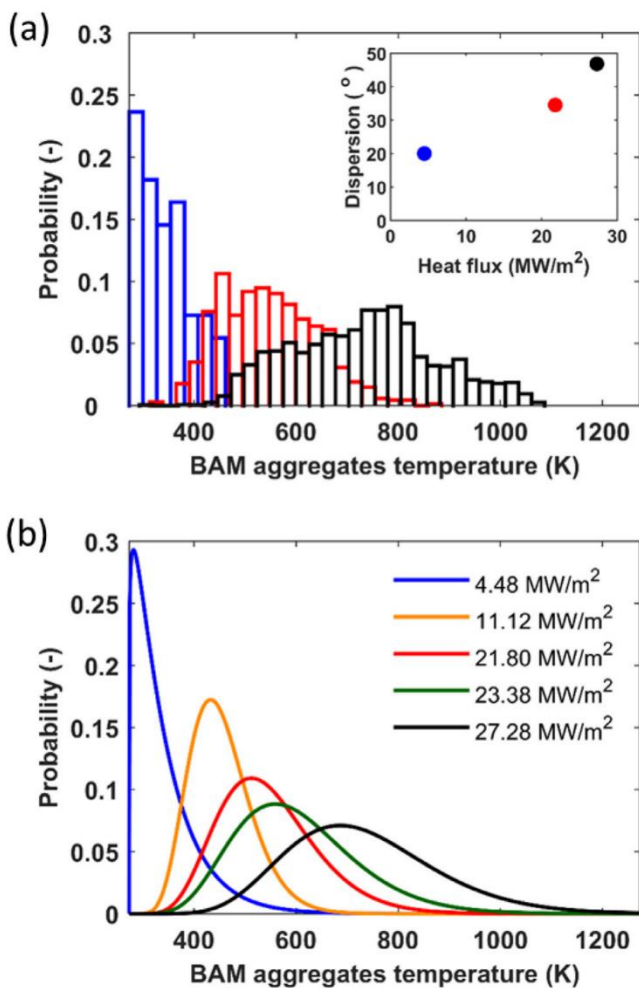 (a)
0.3
0.25
0.2
0.15
0.1
0.05
0
Probability (-)
400 600 800 1000 1200
BAM aggregates temperature (K)
50
40
30
20
10
0
Dispersion ( o )
0 10 20 30
Heat flux (MW/m2)
(b)
0.3
0.25
0.2
0.15
0.1
0.05
0
Probability (-)
4.48 MW/m2
11.12 MW/m2
21.80 MW/m2
23.38 MW/m2
27.28 MW/m2
400 600 800 1000 1200
BAM aggregates temperature (K)